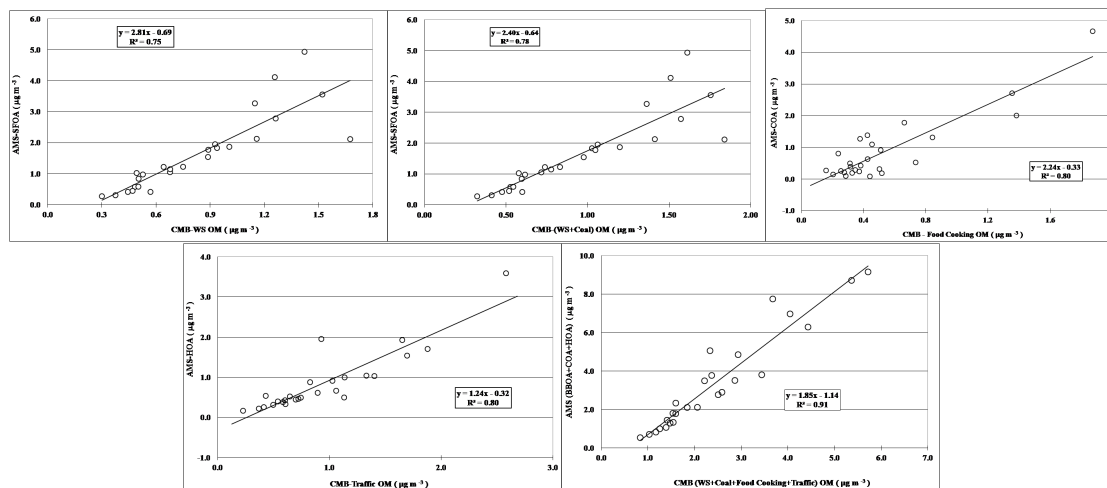 6.0
5.0
4.0
3.0
2.0
1.0
0.0
AMS-SFOA ( µg m -3 )
y = 2.81x - 0.69
R² = 0.75
0.0 0.3 0.6 0.9 1.2 1.5 1.8
CMB-WS OM ( µg m -3 )
6.0
5.0
4.0
3.0
2.0
1.0
0.0
AMS-SFOA ( µg m -3 )
y = 2.40x - 0.64
R² = 0.78
0.0 0.5 1.0 1.5 2.0
CMB-(WS+Coal) OM ( µg m -3 )
5.0
4.0
3.0
2.0
1.0
0.0
-1.0
AMS-COA ( µg m -3 )
y = 2.24x - 0.33
R² = 0.80
0.0 0.4 0.8 1.2 1.6
CMB - Food Cooking OM ( µg m -3 )
4.0
3.0
2.0
1.0
0.0
-1.0
AMS-HOA ( µg m -3 )
y = 1.24x - 0.32
R² = 0.80
0.0 1.0 2.0 3.0
CMB-Traffic OM ( µg m -3 )
10.0
8.0
6.0
4.0
2.0
0.0
AMS (BBOA+COA+HOA) ( µg m -3 )
y = 1.85x - 1.14
R² = 0.91
0.0 1.0 2.0 3.0 4.0 5.0 6.0 7.0
CMB (WS+Coal+Food Cooking+Traffic) OM ( µg m -3 )